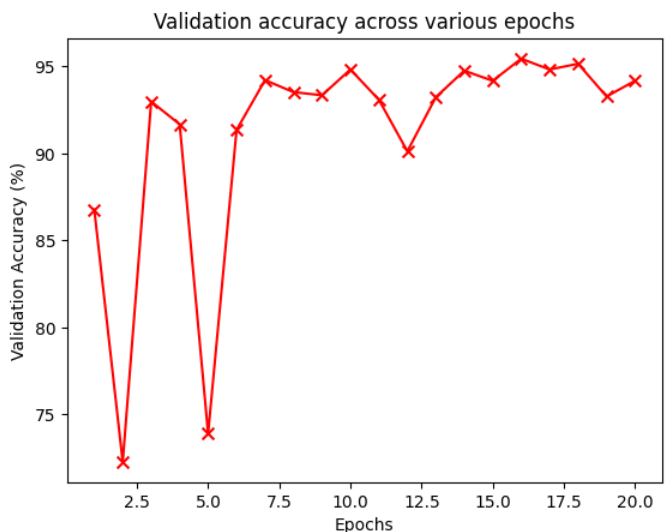 Validation accuracy across various epochs
Validation Accuracy (%)
95
90
85
80
75
2.5 5.0 7.5 10.0 12.5 15.0 17.5 20.0
Epochs